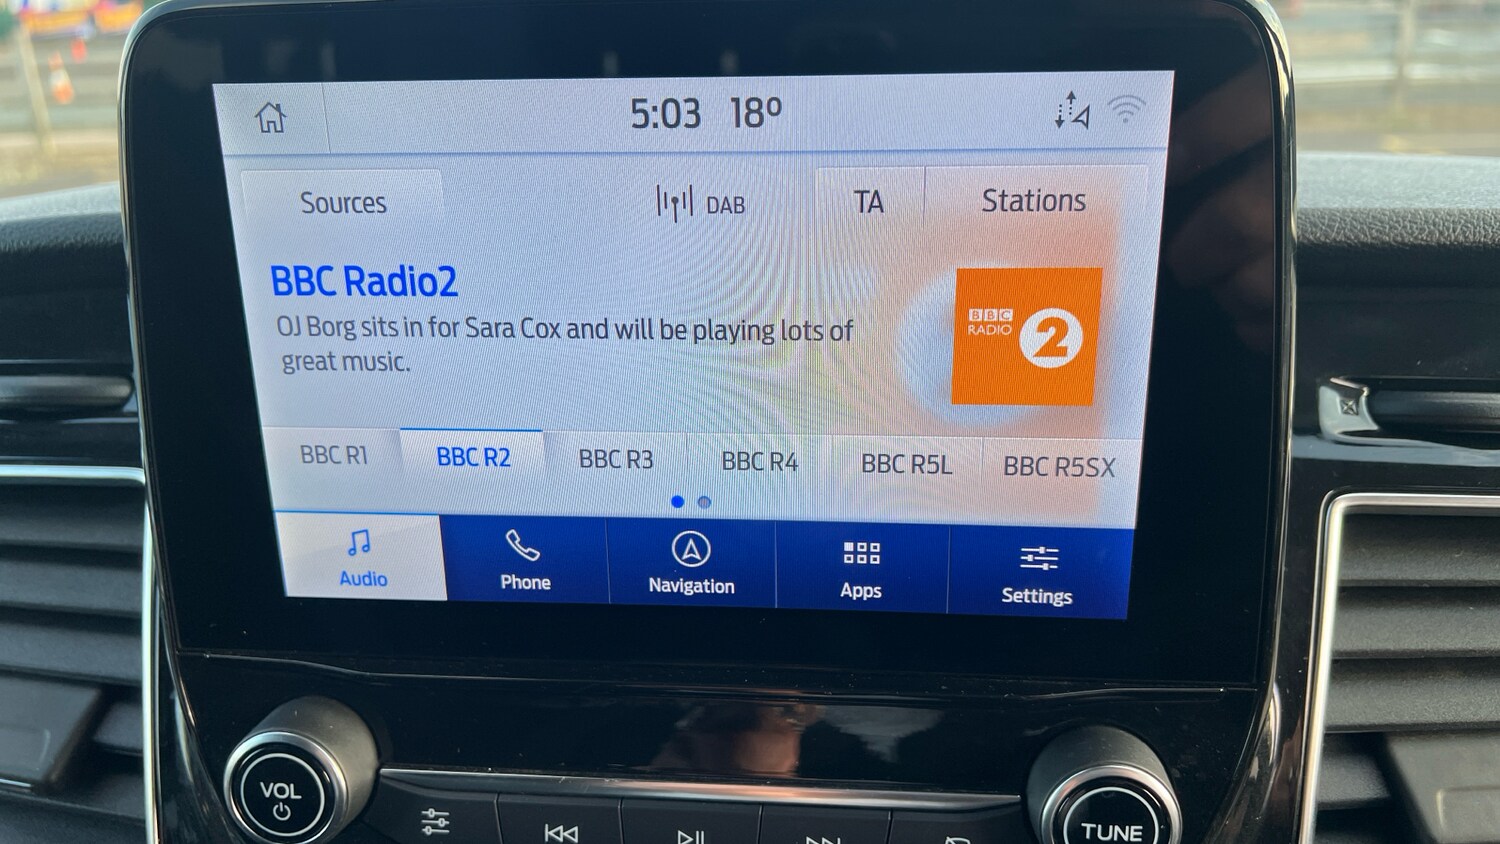 5:03 18º
Sources
DAB
TA
Stations
BBC Radio2
OJ Borg sits in for Sara Cox and will be playing lots of
great music.
BBC
RADIO
2
BBC R1
BBC R2
BBC R3
BBC R4
BBC R5L
BBC R5SX
Audio
Phone
Navigation
Apps
Settings
VOL
TUNE